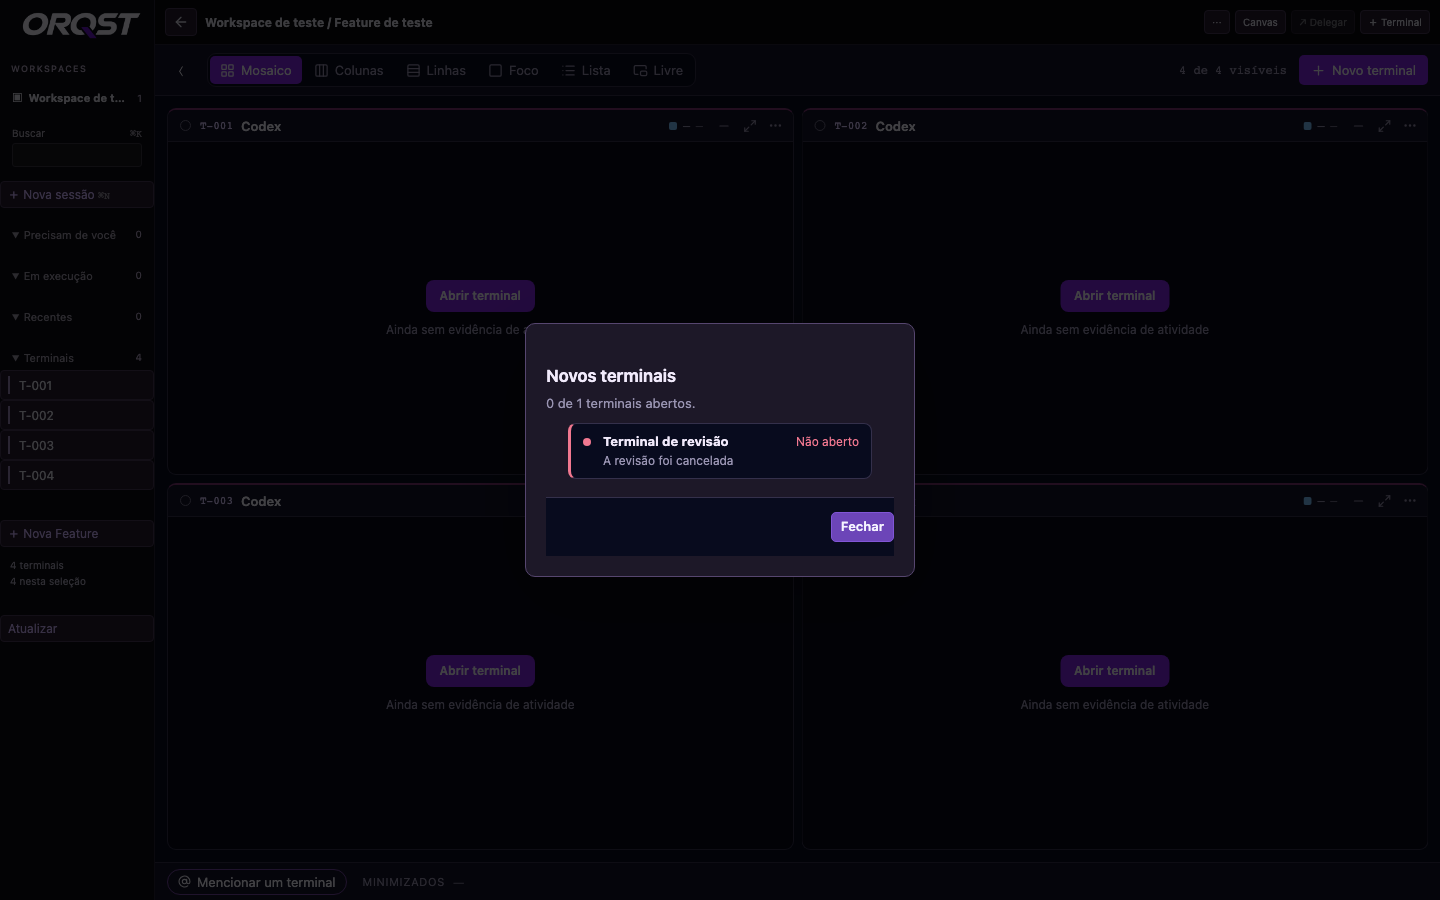 ORQST
Workspace de teste / Feature de teste
···
Canvas
↗ Delegar
+ Terminal
WORKSPACES
Workspace de t... 1
Buscar ⌘K
+ Nova sessão ⌘N
▼ Precisam de você 0
▼ Em execução 0
▼ Recentes 0
▼ Terminais 4
T-001
T-002
T-003
T-004
+ Nova Feature
4 terminais
4 nesta seleção
Atualizar
Mosaico
Colunas
Linhas
Foco
Lista
Livre
4 de 4 visíveis
+ Novo terminal
T-001 Codex
Abrir terminal
Ainda sem evidência de a
T-002 Codex
Abrir terminal
Ainda sem evidência de atividade
Novos terminais
0 de 1 terminais abertos.
Terminal de revisão Não aberto
A revisão foi cancelada
Fechar
T-003 Codex
Abrir terminal
Ainda sem evidência de atividade
Abrir terminal
Ainda sem evidência de atividade
@ Mencionar um terminal
MINIMIZADOS —